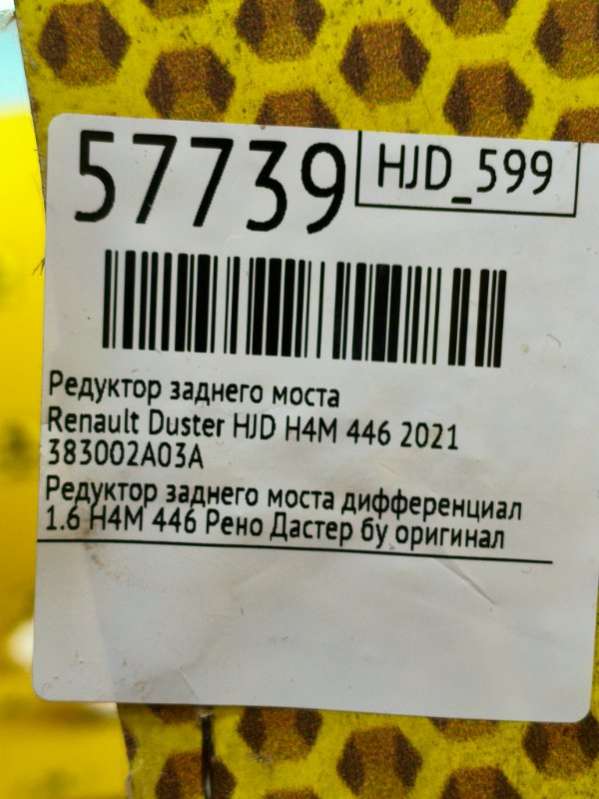 57739
HJD_599
Редуктор заднего моста
Renault Duster HJD H4M 446 2021
383002A03A
Редуктор заднего моста дифференциал
1.6 H4M 446 Рено Дастер бу оригинал